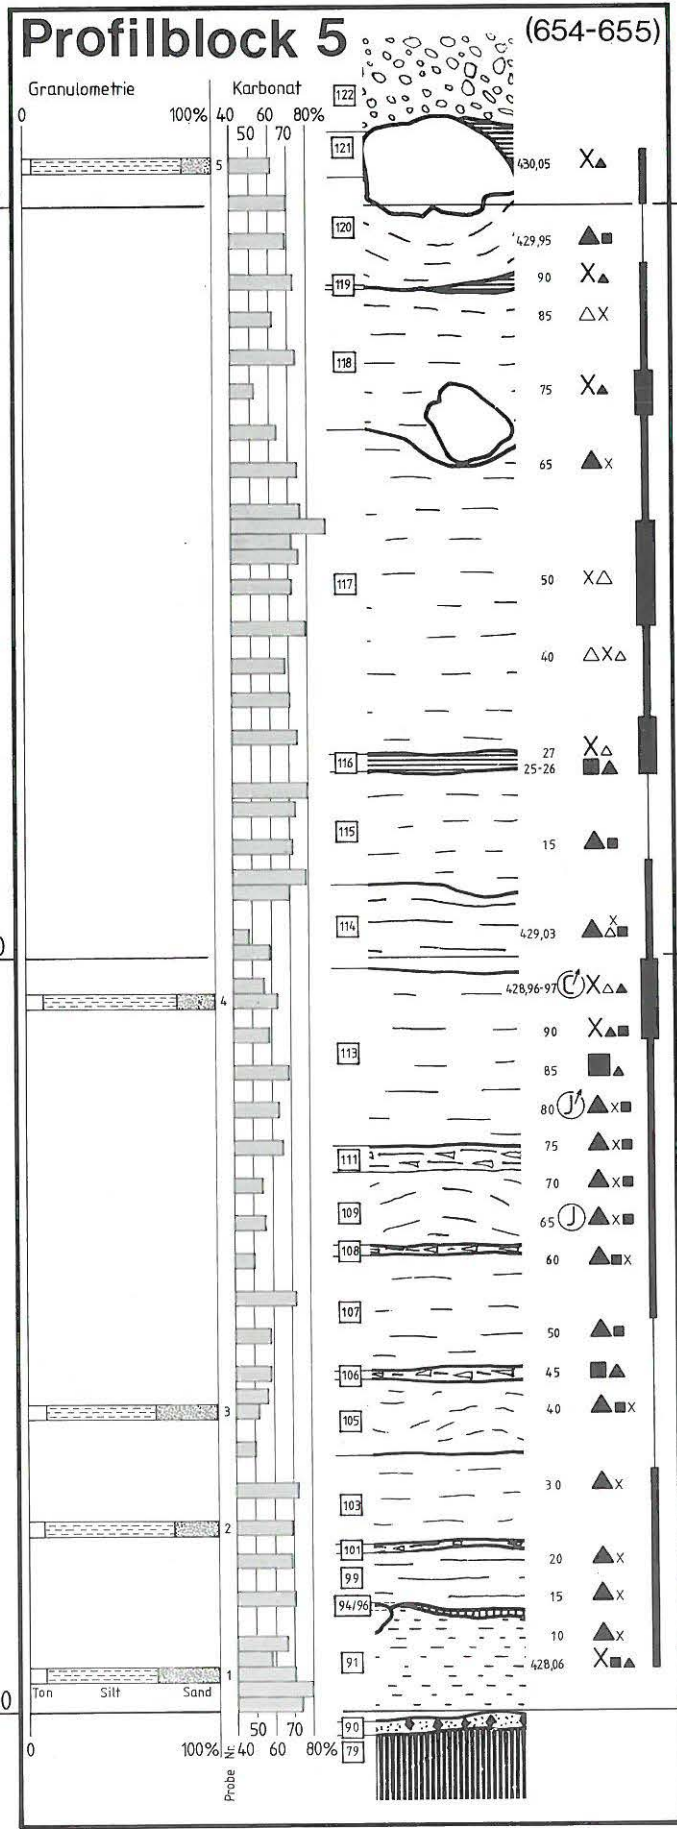 Profilblock 5 (654-655)
Granulometrie Karbonat
0 100% 40 60 80%
50 70
122
121
5 430,05 X
120
429,95
119 90 X
85 X
118
75 X
65 X
117 50 X
40 X
27 X
116 25-26
115 15
114 429,03 X
0
428,96-97 C X
4
90 X
113
85
80 J X
75 X
111
70 X
109 65 J X
108
60 X
107
50
106 45
40 X
3 105
30 X
103
2
101
20 X
99
15 X
94/96
10 X
91 428,06 X
1
Ton Silt Sand
0
90
50 70
79
0 100% 40 60 80%
Probe Nr.